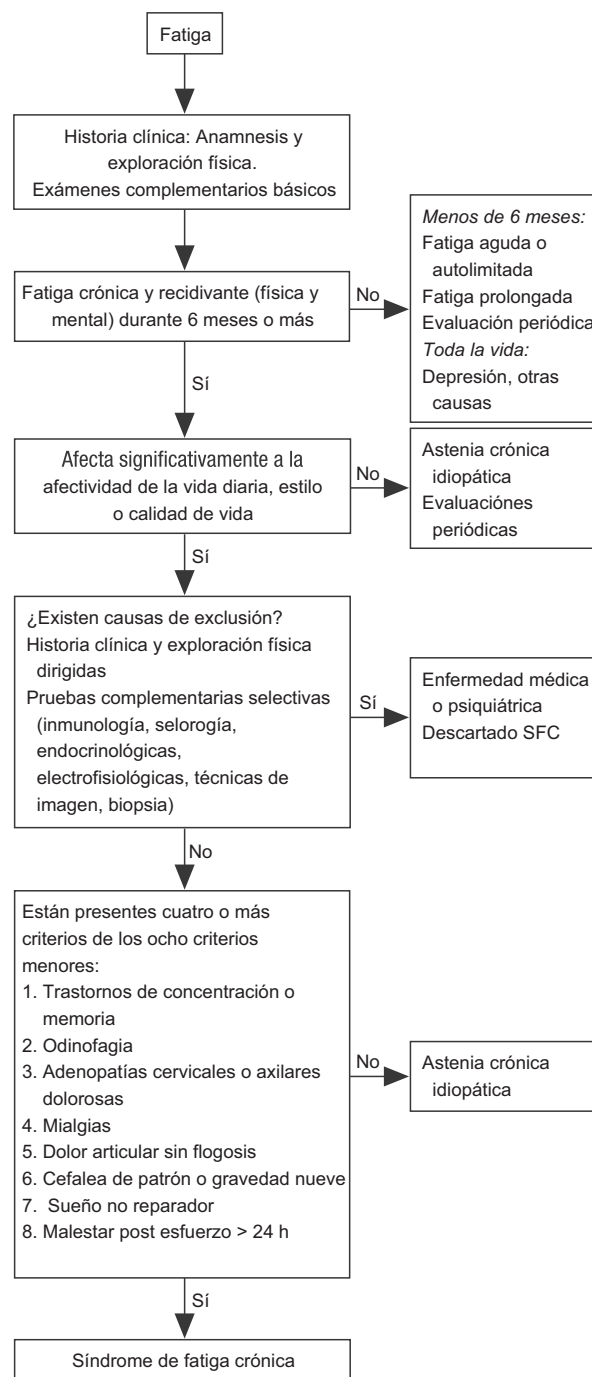 Fatiga
Historia clínica: Anamnesis y
exploración física.
Exámenes complementarios básicos
Fatiga crónica y recidivante (física y
mental) durante 6 meses o más
No
Menos de 6 meses:
Fatiga aguda o
autolimitada
Fatiga prolongada
Evaluación periódica
Toda la vida:
Depresión, otras
causas
Sí
Afecta significativamente a la
afectividad de la vida diaria, estilo
o calidad de vida
No
Astenia crónica
idiopática
Evaluaciónes
periódicas
Sí
¿Existen causas de exclusión?
Historia clínica y exploración física
dirigidas
Pruebas complementarias selectivas
(inmunología, selorogía,
endocrinológicas,
electrofisiológicas, técnicas de
imagen, biopsia)
Sí
Enfermedad médica
o psiquiátrica
Descartado SFC
No
Están presentes cuatro o más
criterios de los ocho criterios
menores:
1. Trastornos de concentración o
memoria
2. Odinofagia
3. Adenopatías cervicales o axilares
dolorosas
4. Mialgias
5. Dolor articular sin flogosis
6. Cefalea de patrón o gravedad nueve
7. Sueño no reparador
8. Malestar post esfuerzo > 24 h
No
Astenia crónica
idiopática
Sí
Síndrome de fatiga crónica